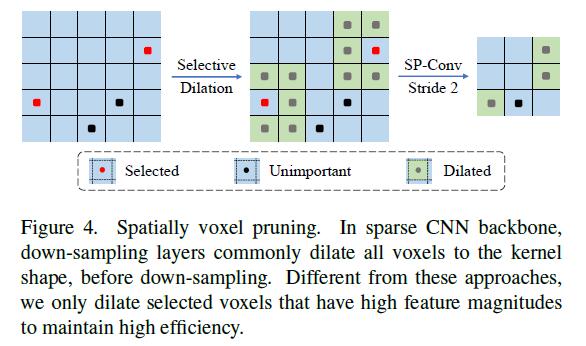 Selective
Dilation
SP-Conv
Stride 2
Selected
Unimportant
Dilated
Figure 4. Spatially voxel pruning. In sparse CNN backbone,
down-sampling layers commonly dilate all voxels to the kernel
shape, before down-sampling. Different from these approaches,
we only dilate selected voxels that have high feature magnitudes
to maintain high efficiency.